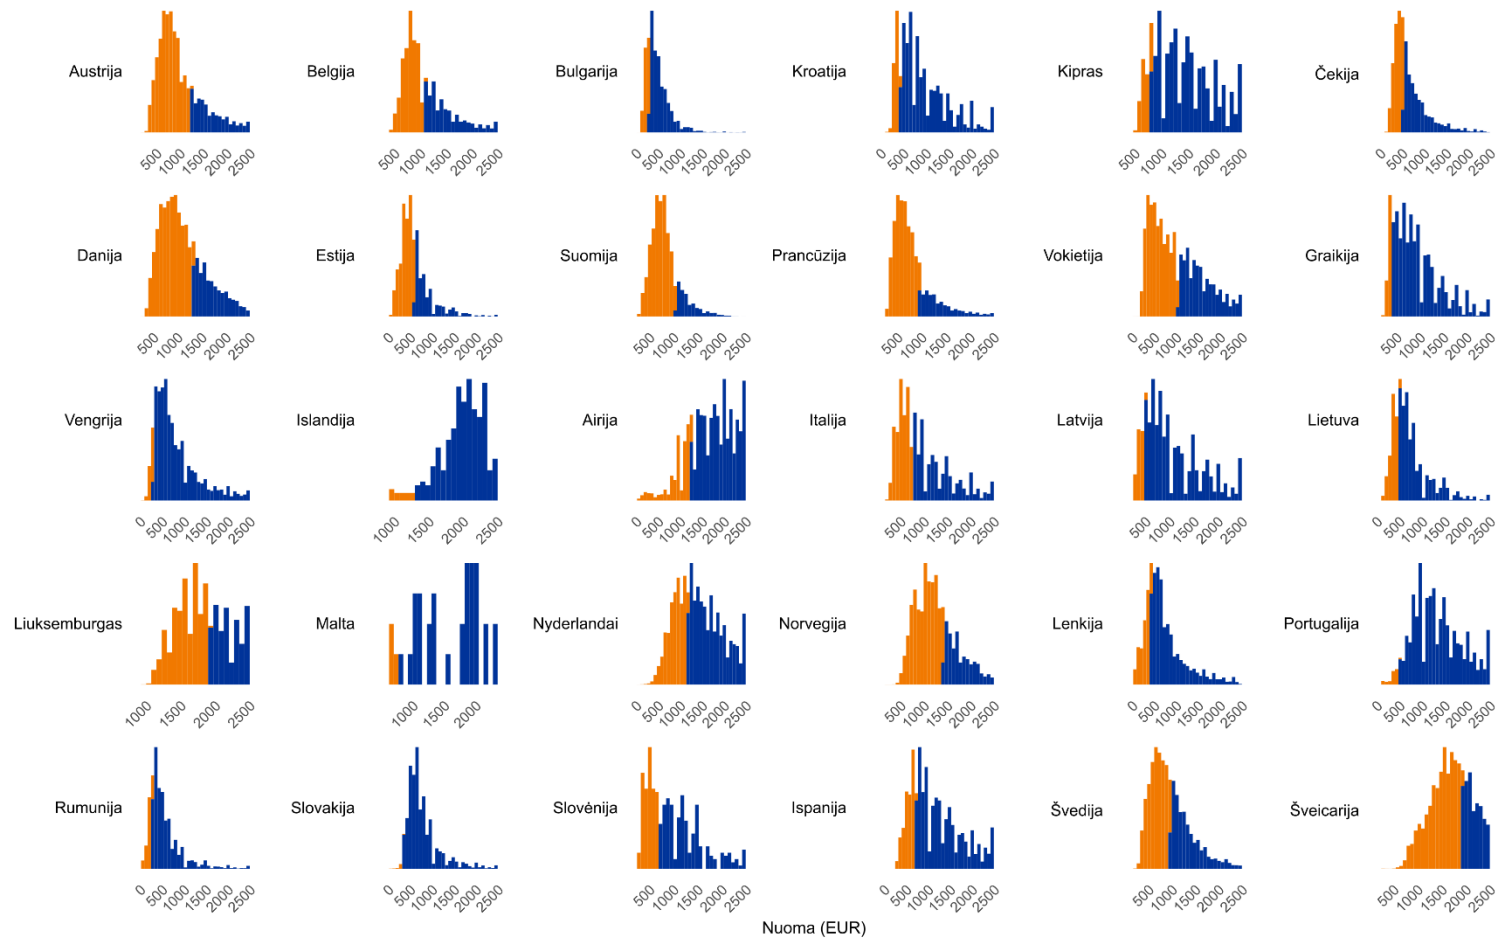 Austrija Belgija Bulgarija Kroatija Kipras Čekija
500 1000 1500 2000 2500 500 1000 1500 2000 2500 0 500 1000 1500 2000 2500 0 500 1000 1500 2000 2500 500 1000 1500 2000 2500 0 500 1000 1500 2000 2500
Danija Estija Suomija Prancūzija Vokietija Graikija
500 1000 1500 2000 2500 0 500 1000 1500 2000 2500 500 1000 1500 2000 2500 500 1000 1500 2000 2500 500 1000 1500 2000 2500 0 500 1000 1500 2000 2500
Vengrija Islandija Airija Italija Latvija Lietuva
0 500 1000 1500 2000 2500 1000 1500 2000 2500 500 1000 1500 2000 2500 500 1000 1500 2000 2500 500 1000 1500 2000 2500 0 500 1000 1500 2000 2500
Liuksemburgas Malta Nyderlandai Norvegija Lenkija Portugalija
1000 1500 2000 2500 1000 1500 2000 0 500 1000 1500 2000 2500 500 1000 1500 2000 2500 0 500 1000 1500 2000 2500 0 500 1000 1500 2000 2500
Rumunija Slovakija Slovėnija Ispanija Švedija Šveicarija
0 500 1000 1500 2000 2500 500 1000 1500 2000 2500 500 1000 1500 2000 2500 500 1000 1500 2000 2500 0 500 1000 1500 2000 2500 500 1000 1500 2000 2500
Nuoma (EUR)